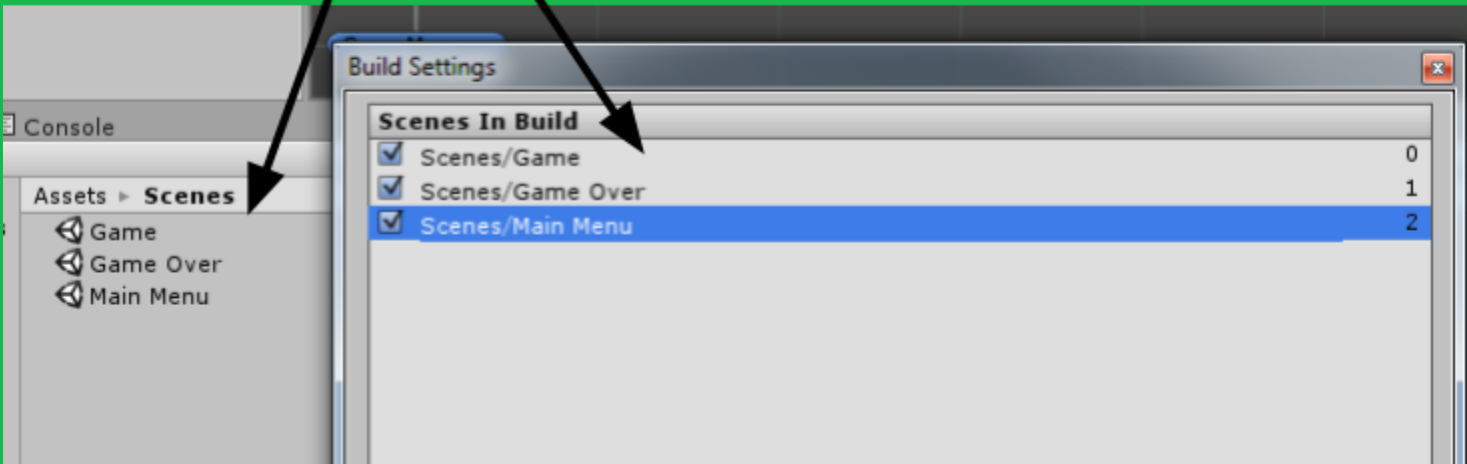 Build Settings
Console
Assets ▸ Scenes
Game
Game Over
Main Menu
Scenes In Build
Scenes/Game 0
Scenes/Game Over 1
Scenes/Main Menu 2